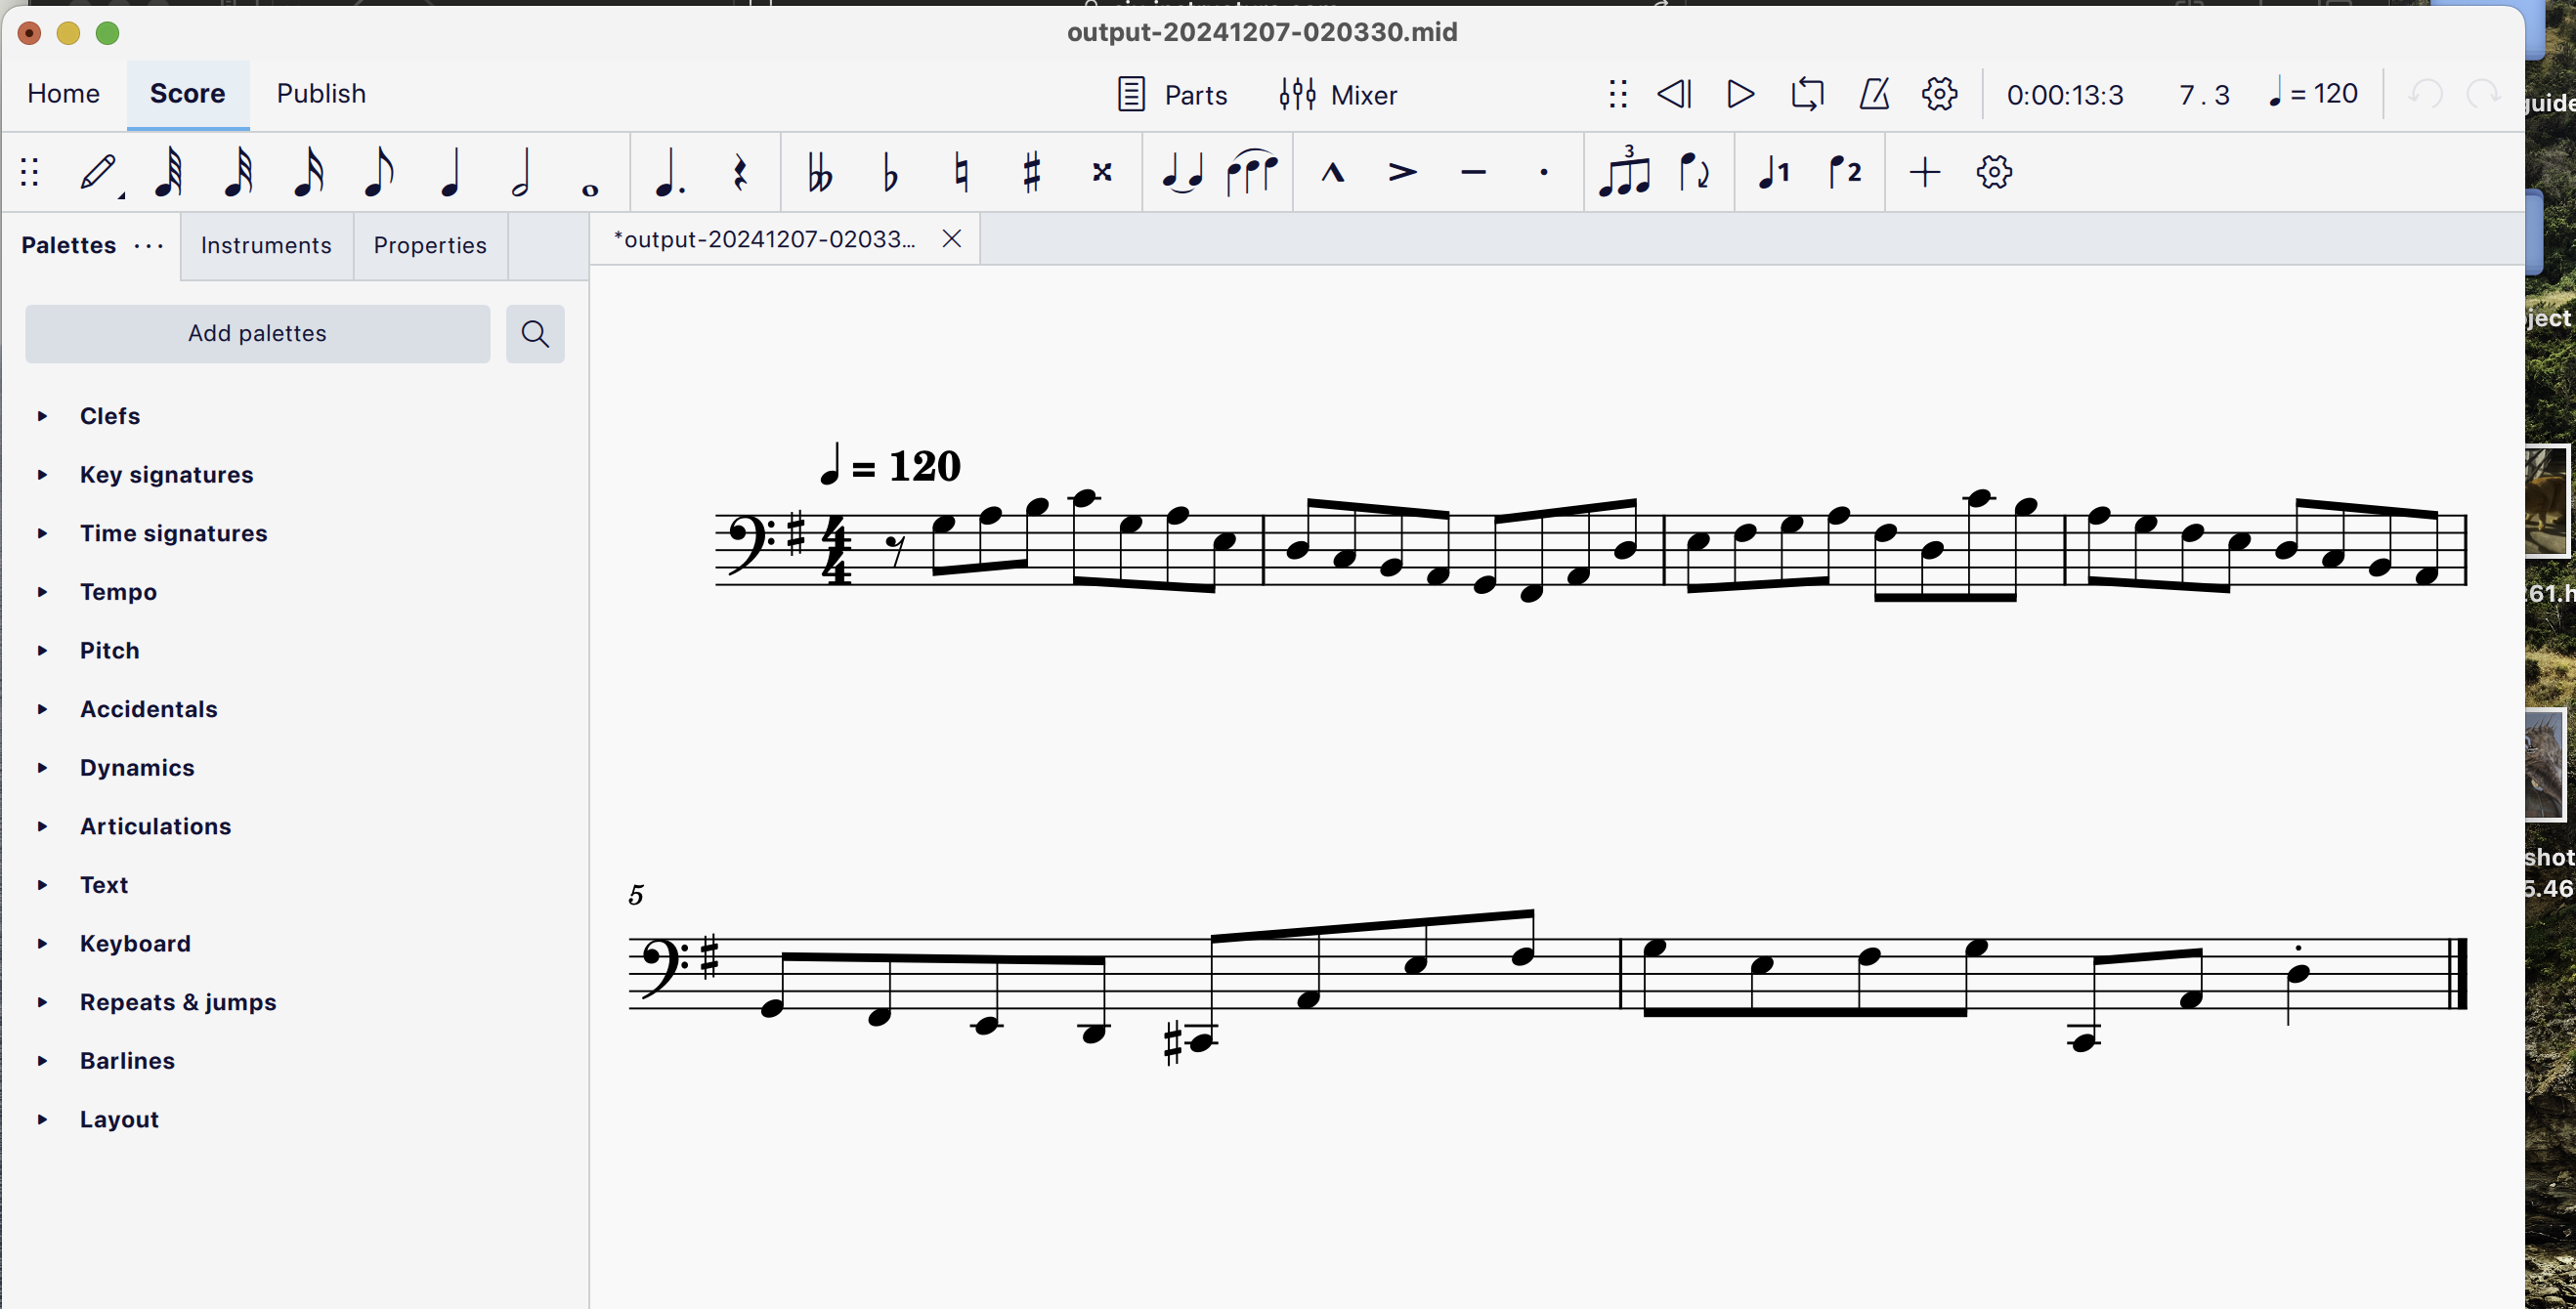 output-20241207-020330.mid
Home Score Publish Parts Mixer 0:00:13:3 7 . 3 = 120
3 1 2
Palettes Instruments Properties
*output-20241207-02033...
Add palettes
Clefs
Key signatures
Time signatures
Tempo
Pitch
Accidentals
Dynamics
Articulations
Text
Keyboard
Repeats & jumps
Barlines
Layout
= 120
4
4
5
61.h
shot
5.46